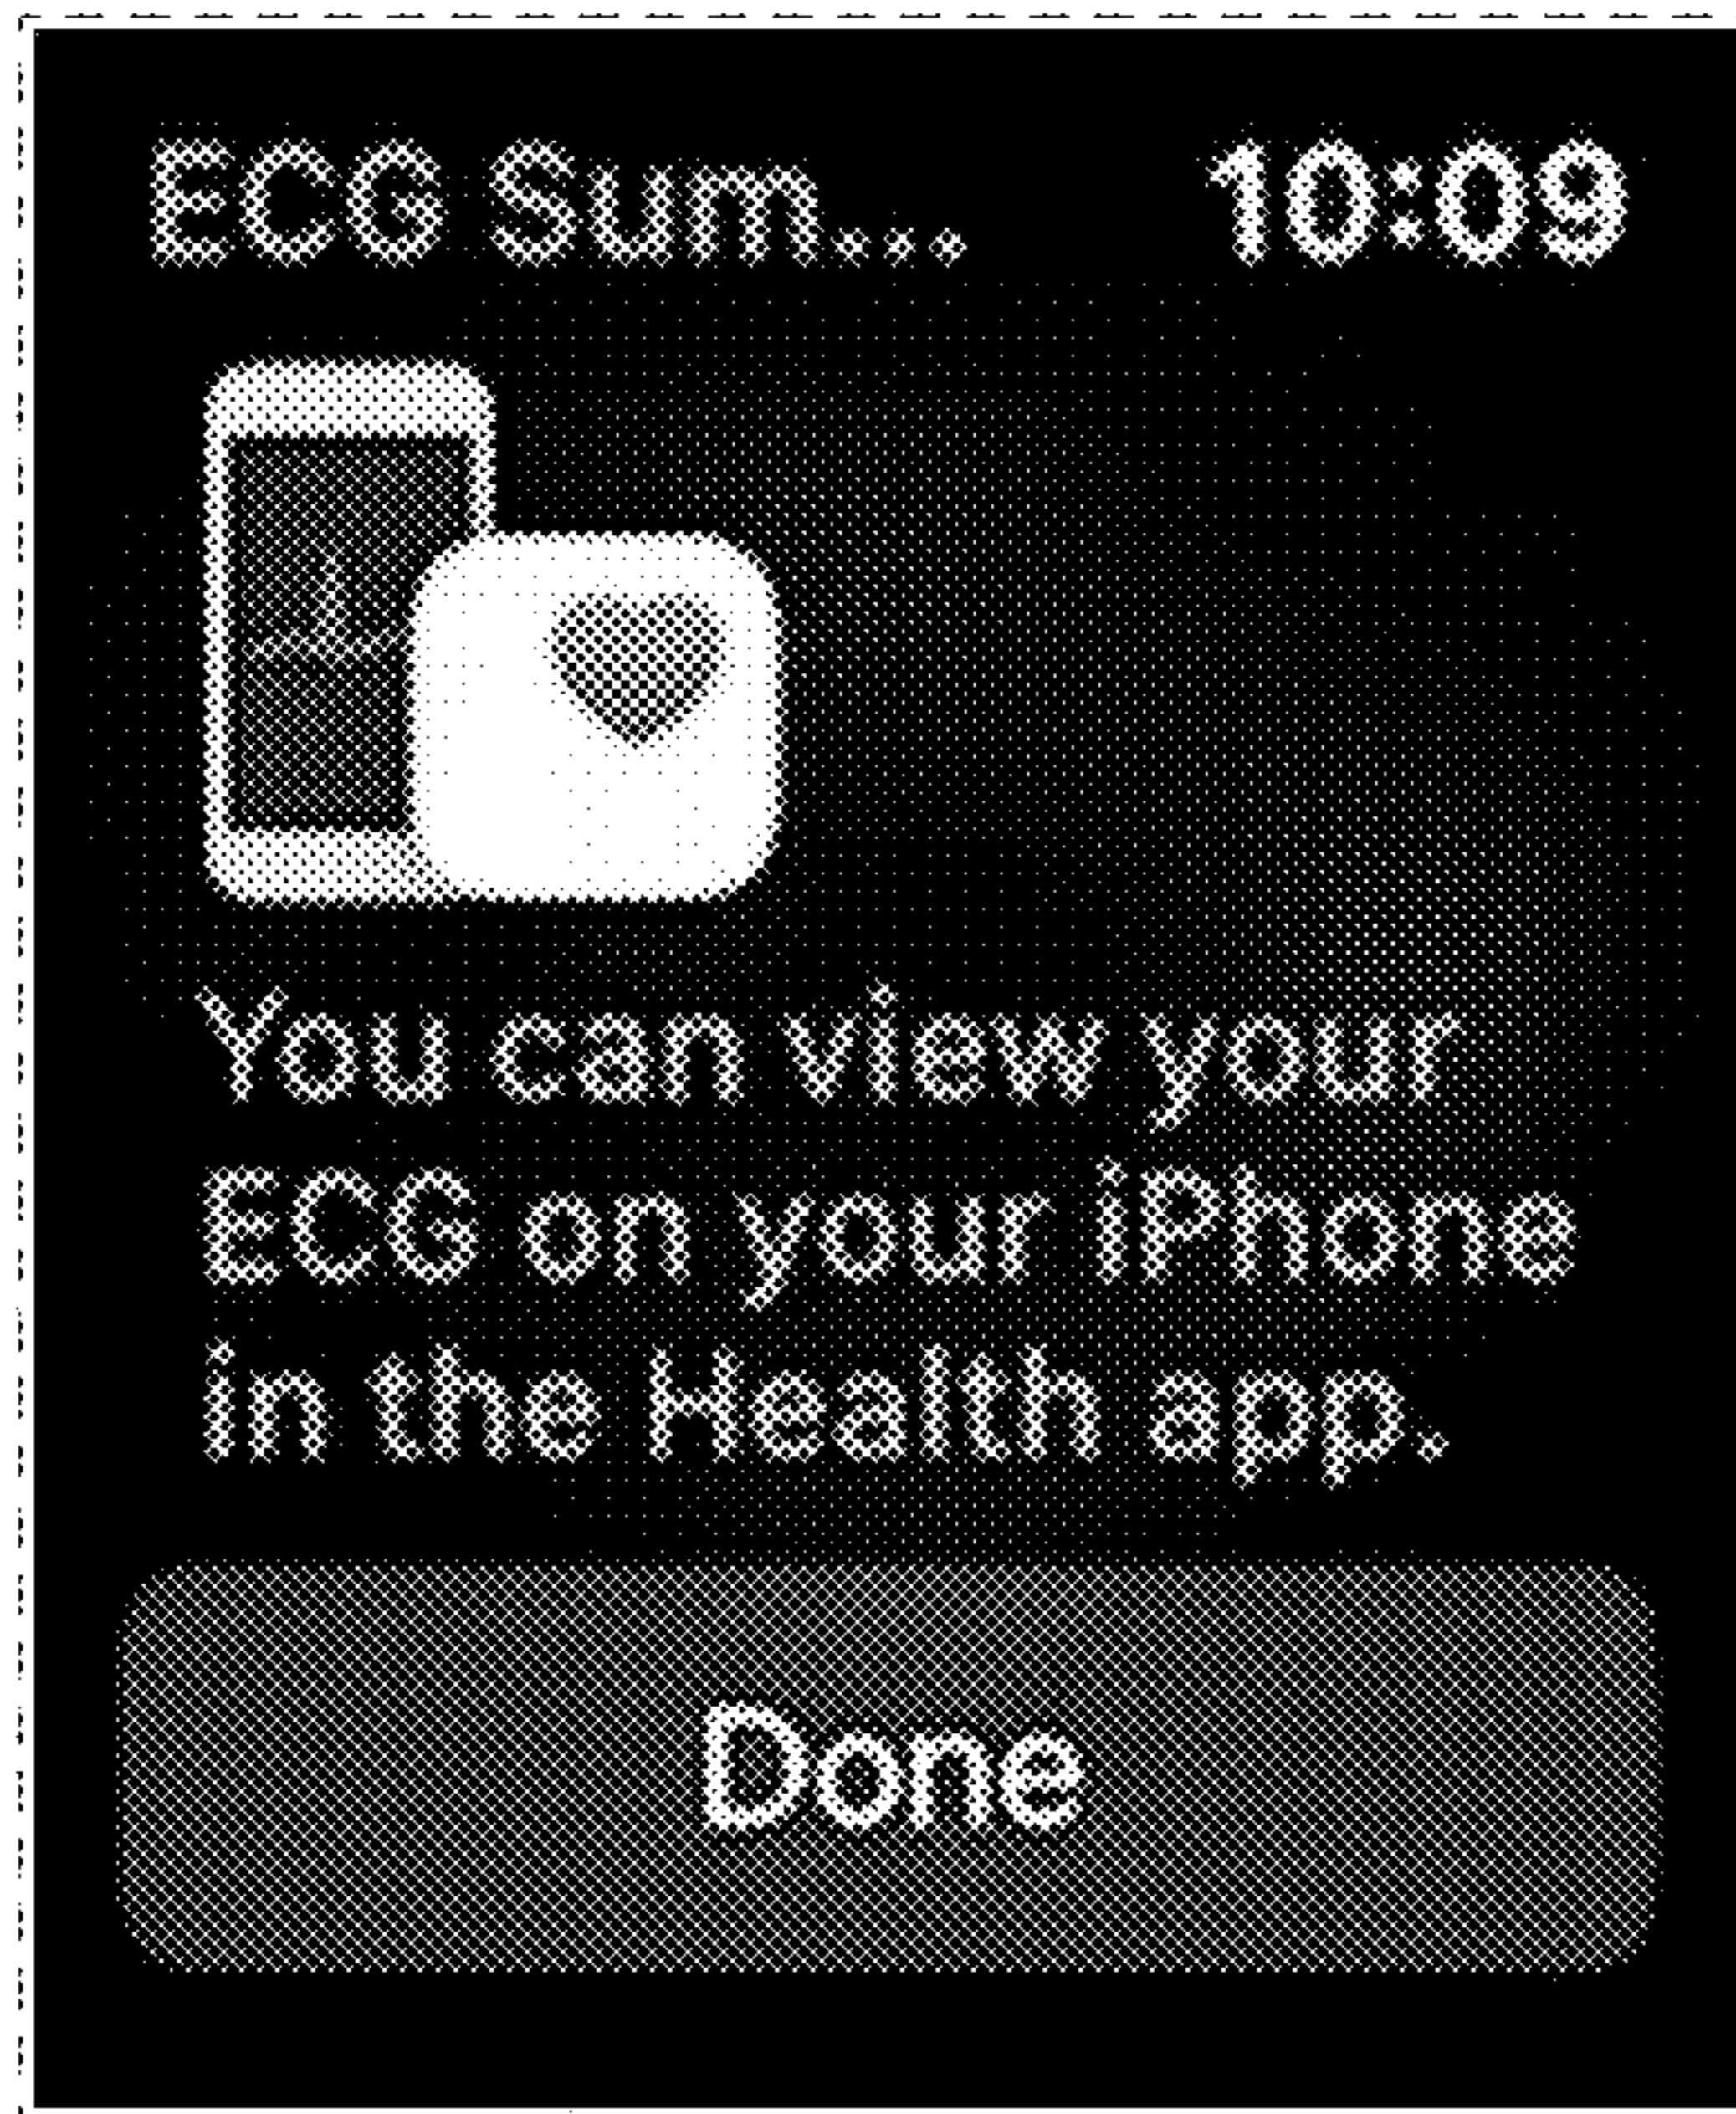 ECG Sum... 10:09
You can view your
ECG on your iPhone
in the Health app.
Done